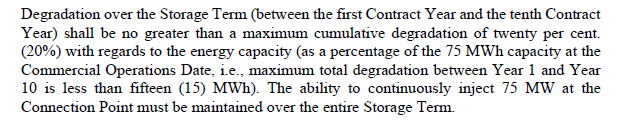 Degradation over the Storage Term (between the first Contract Year and the tenth Contract
Year) shall be no greater than a maximum cumulative degradation of twenty per cent.
(20%) with regards to the energy capacity (as a percentage of the 75 MWh capacity at the
Commercial Operations Date, i.e., maximum total degradation between Year 1 and Year
10 is less than fifteen (15) MWh). The ability to continuously inject 75 MW at the
Connection Point must be maintained over the entire Storage Term.